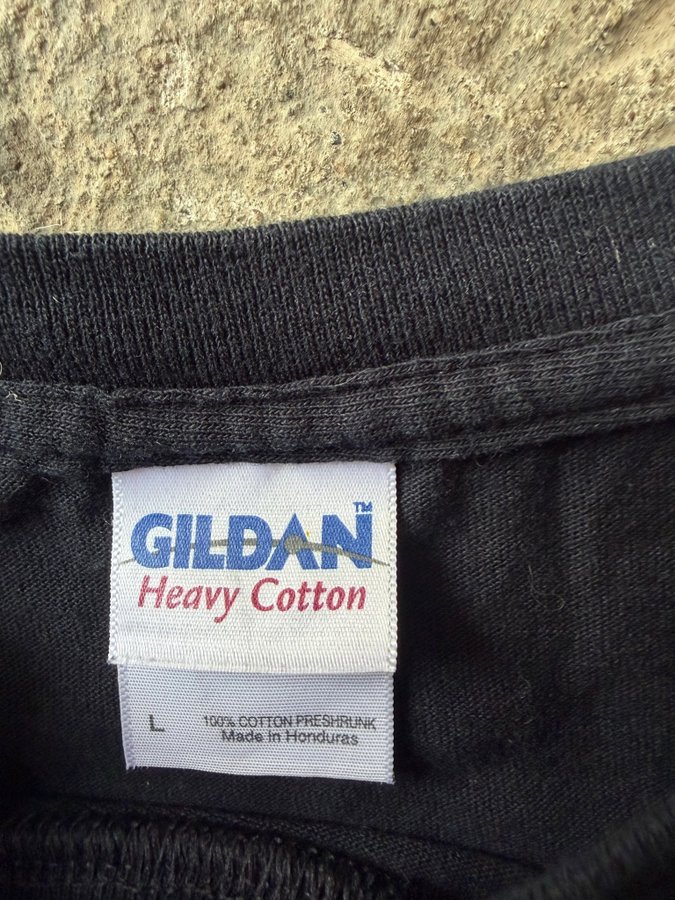 GILDAN™
Heavy Cotton
L
100% COTTON PRESHRUNK
Made in Honduras